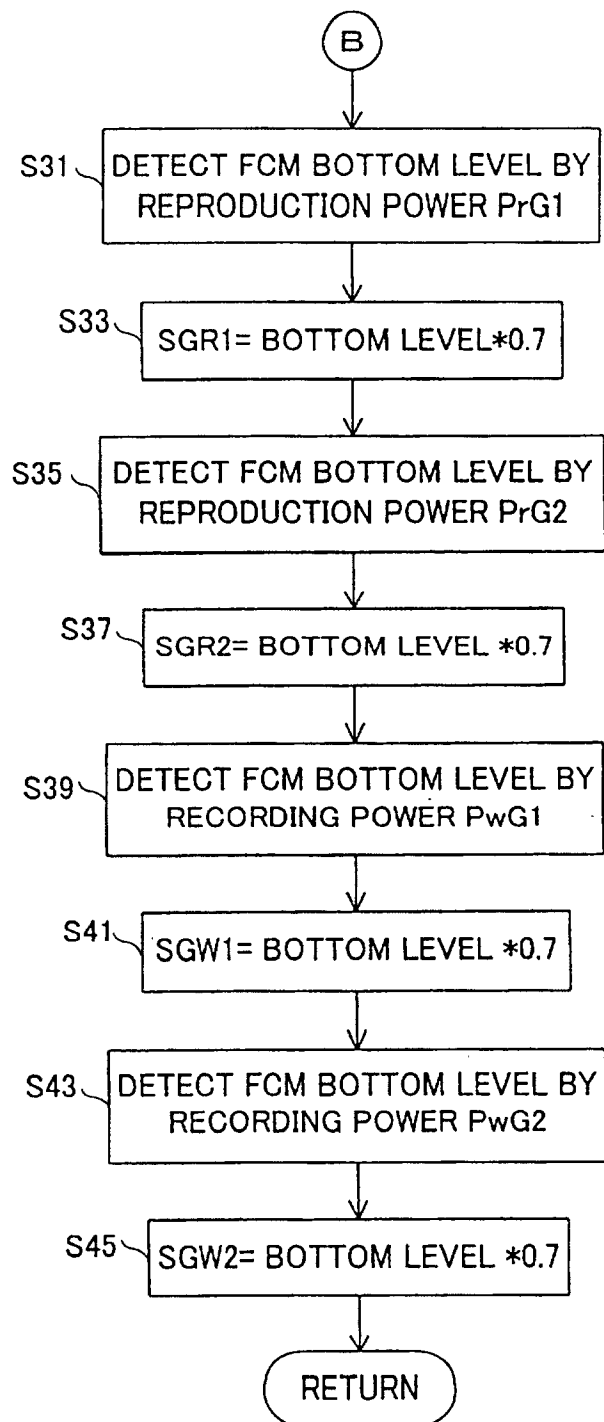 B
S31
DETECT FCM BOTTOM LEVEL BY
REPRODUCTION POWER PrG1
S33
SGR1= BOTTOM LEVEL*0.7
S35
DETECT FCM BOTTOM LEVEL BY
REPRODUCTION POWER PrG2
S37
SGR2= BOTTOM LEVEL *0.7
S39
DETECT FCM BOTTOM LEVEL BY
RECORDING POWER PwG1
S41
SGW1= BOTTOM LEVEL *0.7
S43
DETECT FCM BOTTOM LEVEL BY
RECORDING POWER PwG2
S45
SGW2= BOTTOM LEVEL *0.7
RETURN